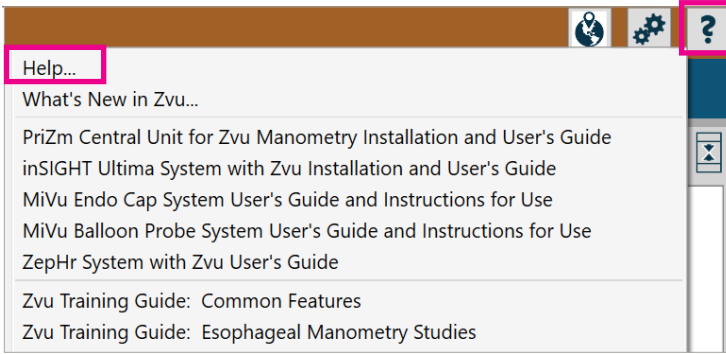 ?
Help...
What's New in Zvu...
PriZm Central Unit for Zvu Manometry Installation and User's Guide
inSIGHT Ultima System with Zvu Installation and User's Guide
MiVu Endo Cap System User's Guide and Instructions for Use
MiVu Balloon Probe System User's Guide and Instructions for Use
ZepHr System with Zvu User's Guide
Zvu Training Guide:  Common Features
Zvu Training Guide:  Esophageal Manometry Studies